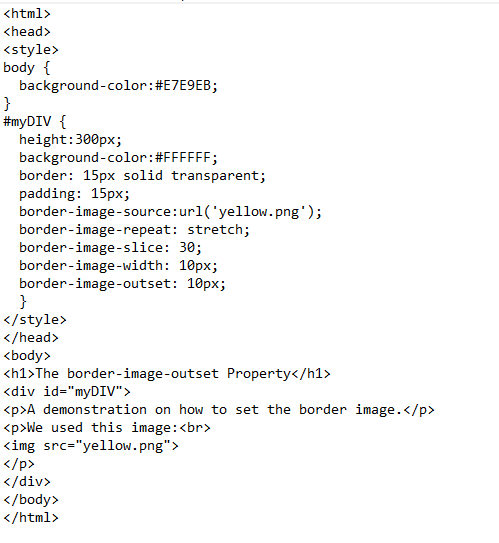 <html>
<head>
<style>
body {
  background-color:#E7E9EB;
}
#myDIV {
  height:300px;
  background-color:#FFFFFF;
  border: 15px solid transparent;
  padding: 15px;
  border-image-source:url('yellow.png');
  border-image-repeat: stretch;
  border-image-slice: 30;
  border-image-width: 10px;
  border-image-outset: 10px;
  }
</style>
</head>
<body>
<h1>The border-image-outset Property</h1>
<div id="myDIV">
<p>A demonstration on how to set the border image.</p>
<p>We used this image:<br>
<img src="yellow.png">
</p>
</div>
</body>
</html>